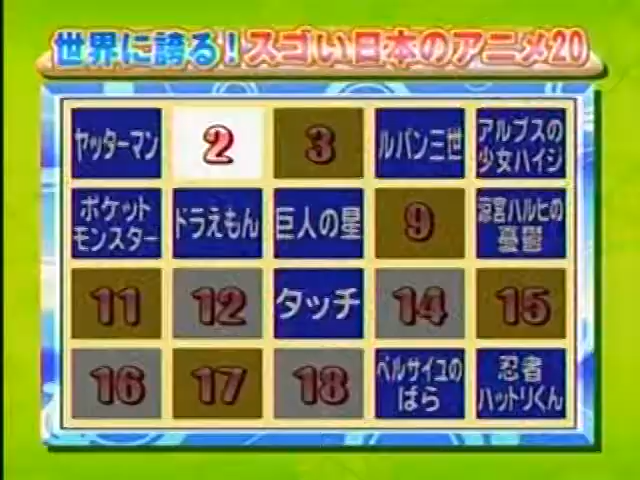 世界に誇る!スゴい日本のアニメ20
ヤッターマン
2
3
ルパン三世
アルプスの
少女ハイジ
ポケット
モンスター
ドラえもん
巨人の星
9
涼宮ハルヒの
憂鬱
11
12
タッチ
14
15
16
17
18
ベルサイユの
ばら
忍者
ハットリくん